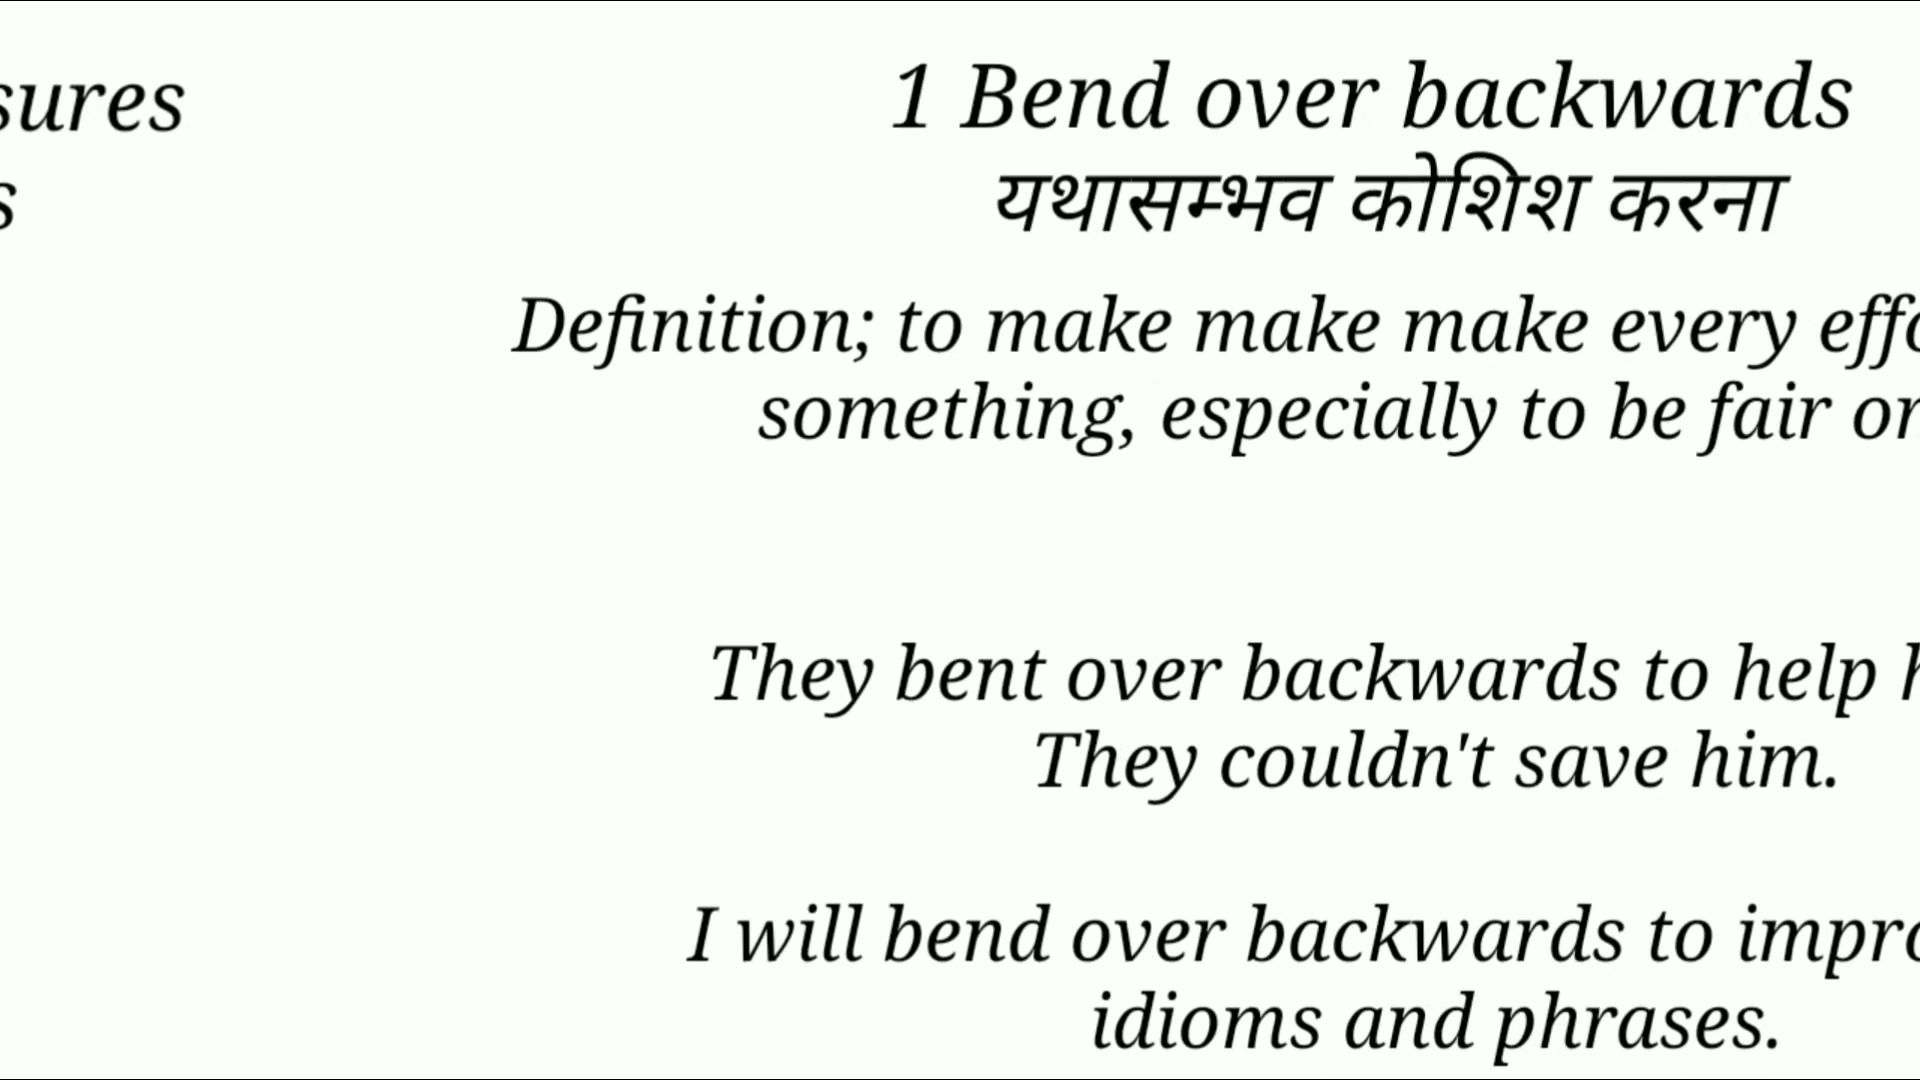 sures
s
1 Bend over backwards
यथासम्भव कोशिश करना
Definition; to make make make every
something, especially to be fair or
They bent over backwards to help
They couldn't save him.
I will bend over backwards to
idioms and phrases.